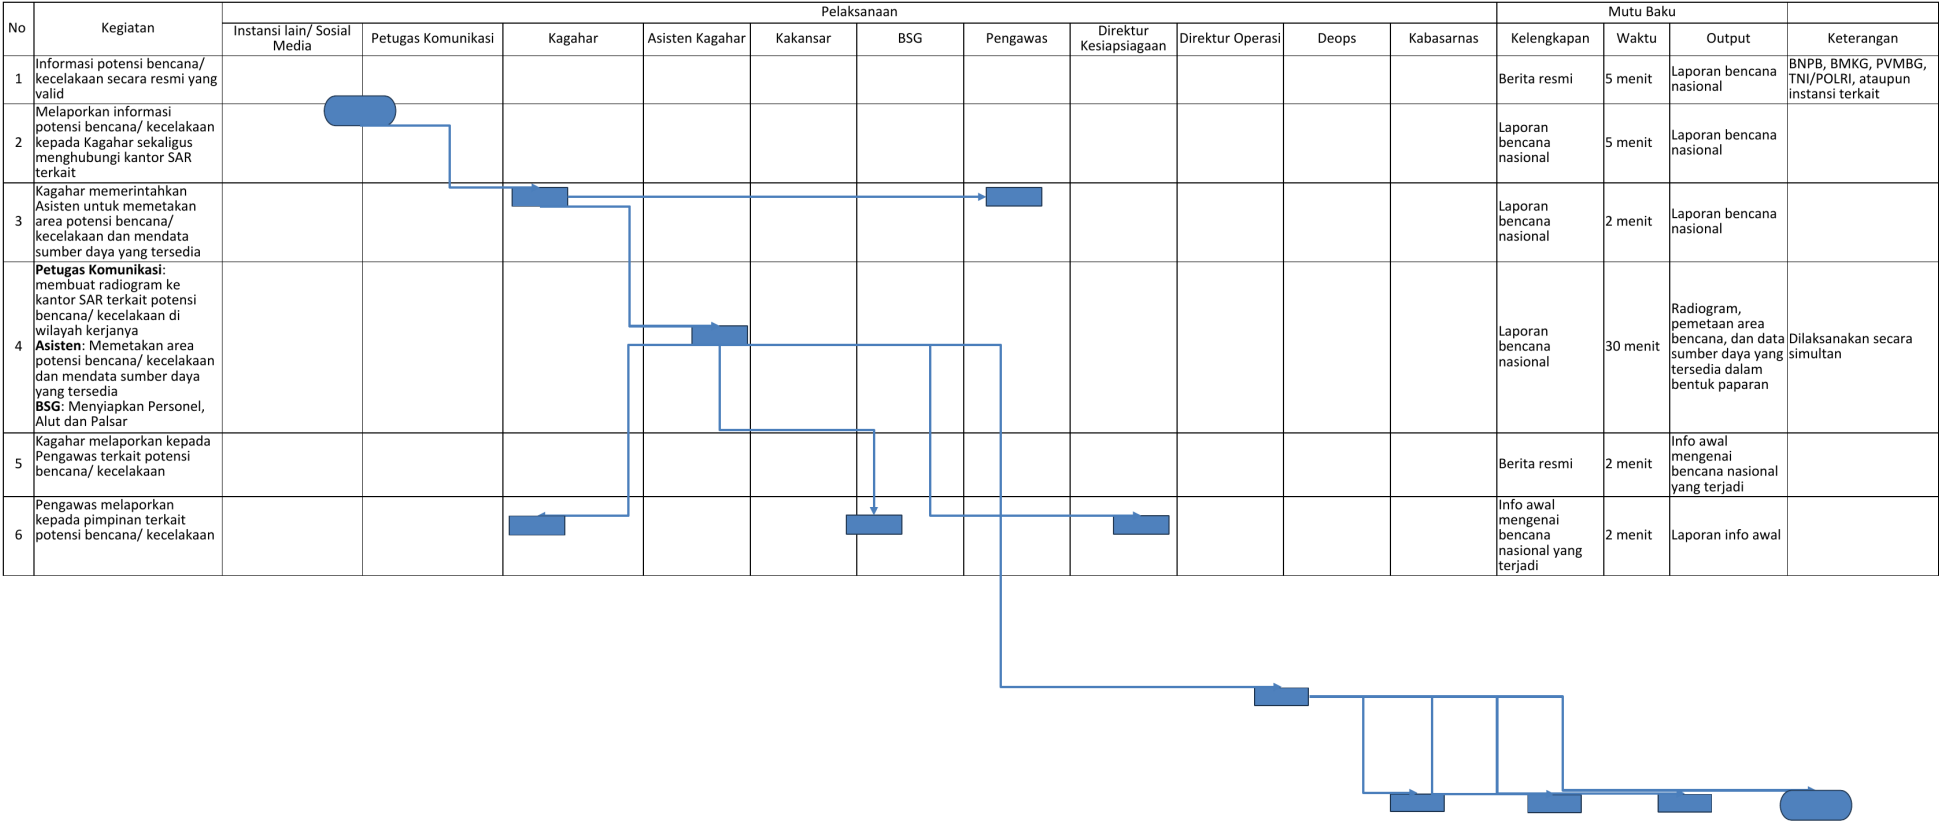 Pelaksanaan
Mutu Baku
No
Kegiatan
Instansi lain/ Sosial
Media
Petugas Komunikasi
Kagahar
Asisten Kagahar
Kakansar
BSG
Pengawas
Direktur
Kesiapsiagaan
Direktur Operasi
Deops
Kabasarnas
Kelengkapan
Waktu
Output
Keterangan
1
Informasi potensi bencana/
kecelakaan secara resmi yang
valid
Berita resmi
5 menit
Laporan bencana
nasional
BNPB, BMKG, PVMBG,
TNI/POLRI, ataupun
instansi terkait
2
Melaporkan informasi
potensi bencana/ kecelakaan
kepada Kagahar sekaligus
menghubungi kantor SAR
terkait
Laporan
bencana
nasional
5 menit
Laporan bencana
nasional
3
Kagahar memerintahkan
Asisten untuk memetakan
area potensi bencana/
kecelakaan dan mendata
sumber daya yang tersedia
Laporan
bencana
nasional
2 menit
Laporan bencana
nasional
4
Petugas Komunikasi:
membuat radiogram ke
kantor SAR terkait potensi
bencana/ kecelakaan di
wilayah kerjanya
Asisten: Memetakan area
potensi bencana/ kecelakaan
dan mendata sumber daya
yang tersedia
BSG: Menyiapkan Personel,
Alut dan Palsar
Laporan
bencana
nasional
30 menit
Radiogram,
pemetaan area
bencana, dan data
sumber daya yang
tersedia dalam
bentuk paparan
Dilaksanakan secara
simultan
5
Kagahar melaporkan kepada
Pengawas terkait potensi
bencana/ kecelakaan
Berita resmi
2 menit
Info awal
mengenai
bencana nasional
yang terjadi
6
Pengawas melaporkan
kepada pimpinan terkait
potensi bencana/ kecelakaan
Info awal
mengenai
bencana
nasional yang
terjadi
2 menit
Laporan info awal